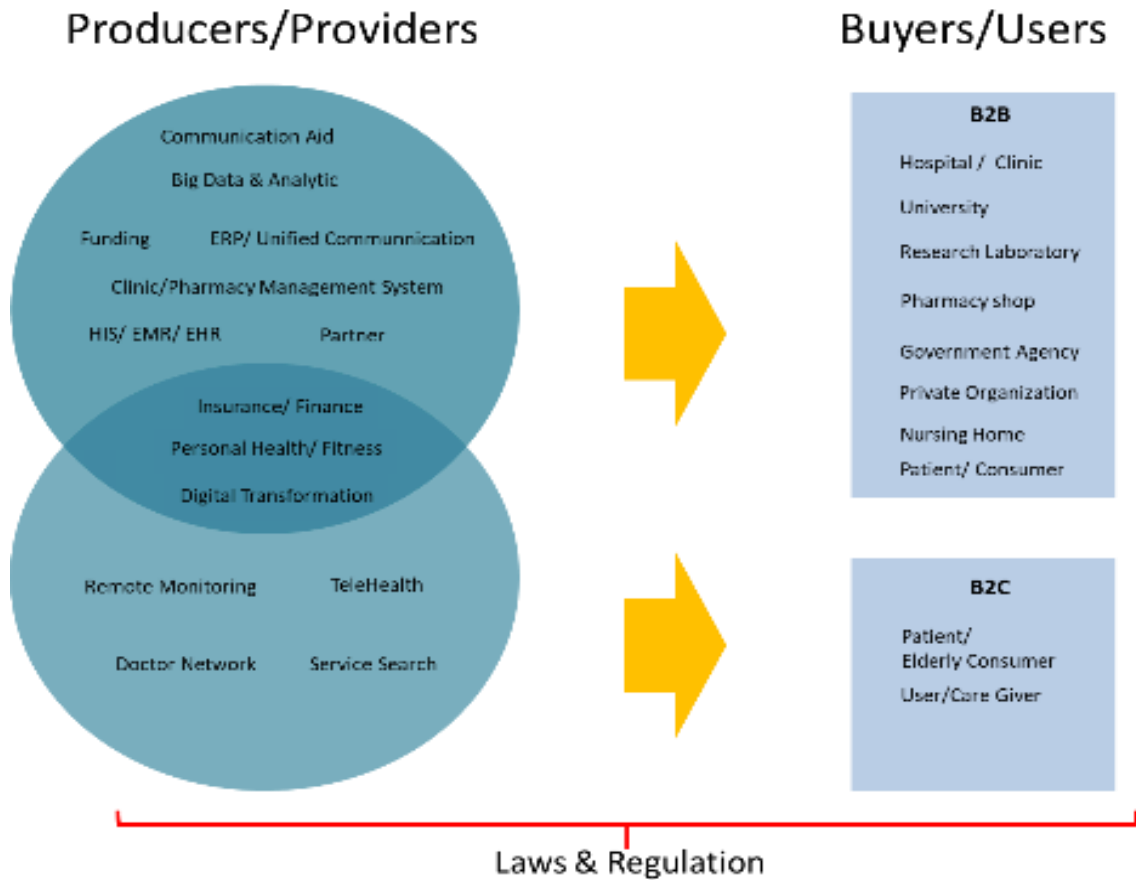 Producers/Providers
Buyers/Users
Communication Aid
Big Data & Analytic
Funding
ERP/ Unified Communnication
Clinic/Pharmacy Management System
HIS/ EMR/ EHR
Partner
Insurance/ Finance
Personal Health/ Fitness
Digital Transformation
Remote Monitoring
TeleHealth
Doctor Network
Service Search
B2B
Hospital / Clinic
University
Research Laboratory
Pharmacy shop
Government Agency
Private Organization
Nursing Home
Patient/ Consumer
B2C
Patient/
Elderly Consumer
User/Care Giver
Laws & Regulation